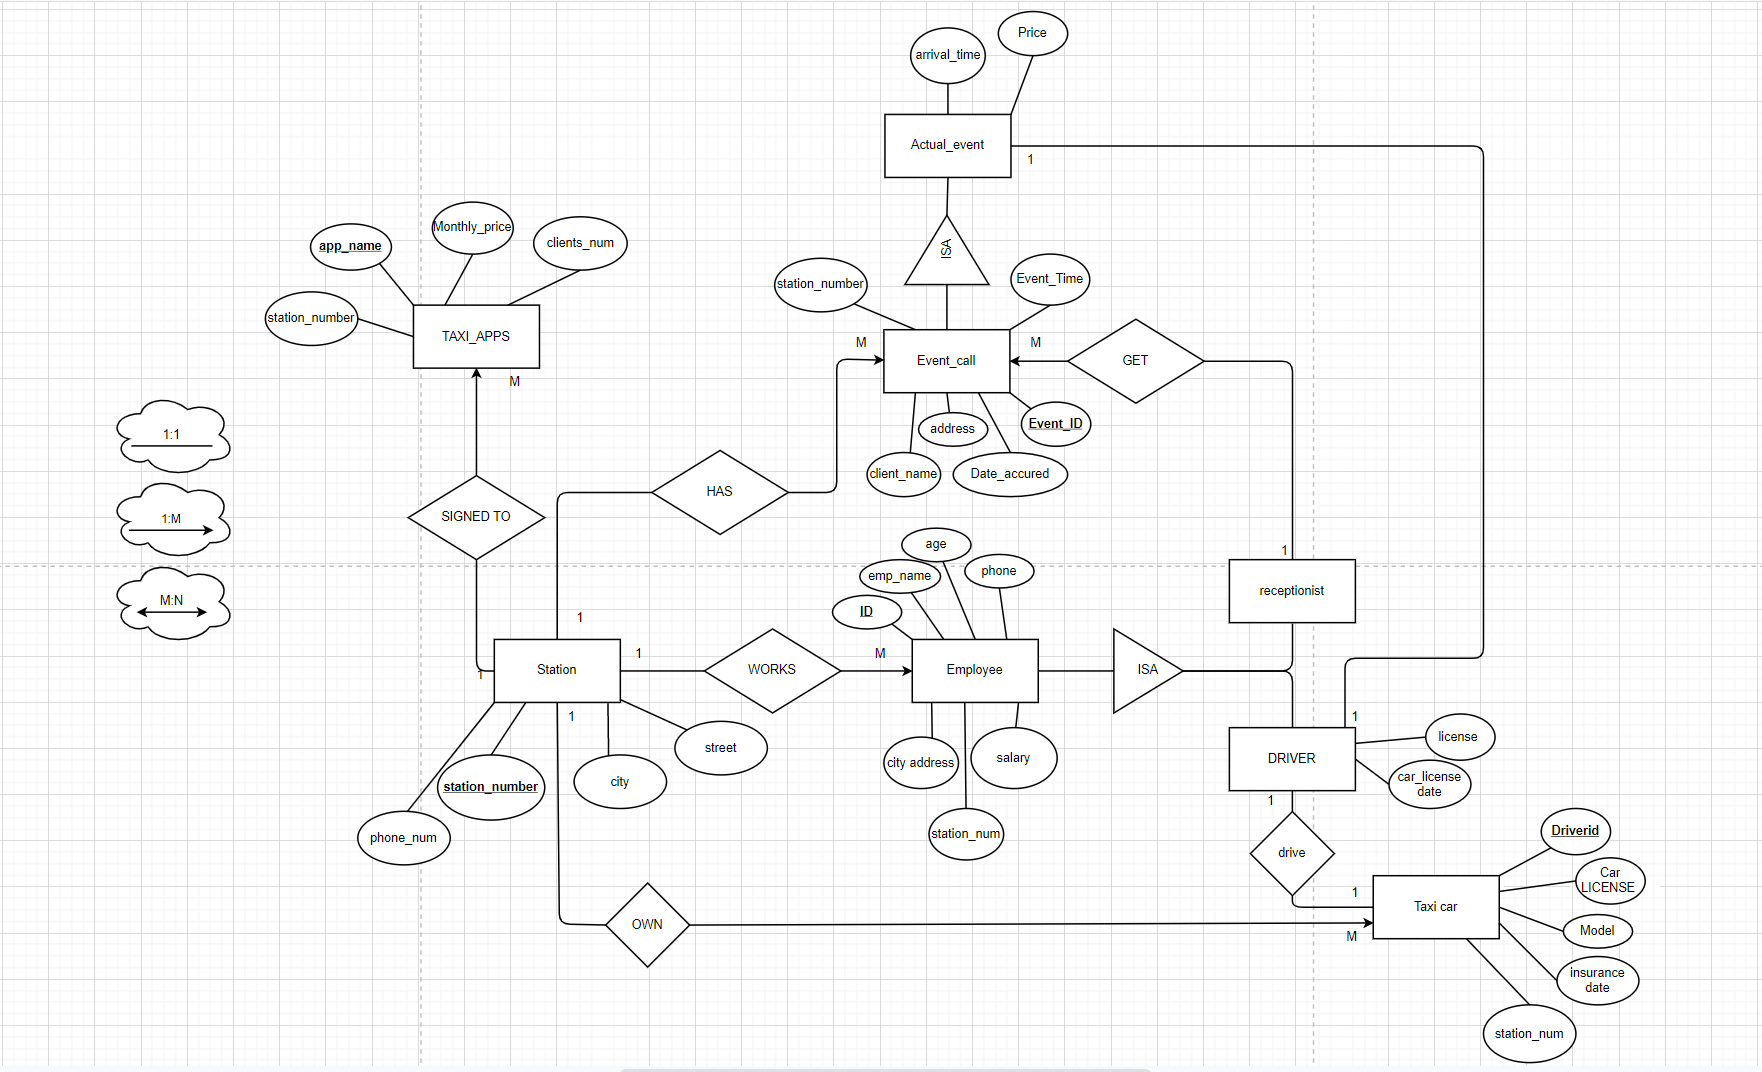 Price
arrival_time
Actual_event
1
ISA
app_name
Monthly_price
clients_num
station_number
TAXI_APPS
M
station_number
Event_Time
M
Event_call
M
GET
address
Event_ID
client_name
Date_accured
1:1
1:M
M:N
HAS
SIGNED TO
age
emp_name
phone
ID
1
receptionist
1
1
Station
1
WORKS
M
Employee
ISA
1
phone_num
station_number
city
street
city address
salary
station_num
1
DRIVER
license
car_license
date
1
drive
Driverid
Car
LICENSE
1
Taxi car
Model
OWN
M
insurance
date
station_num